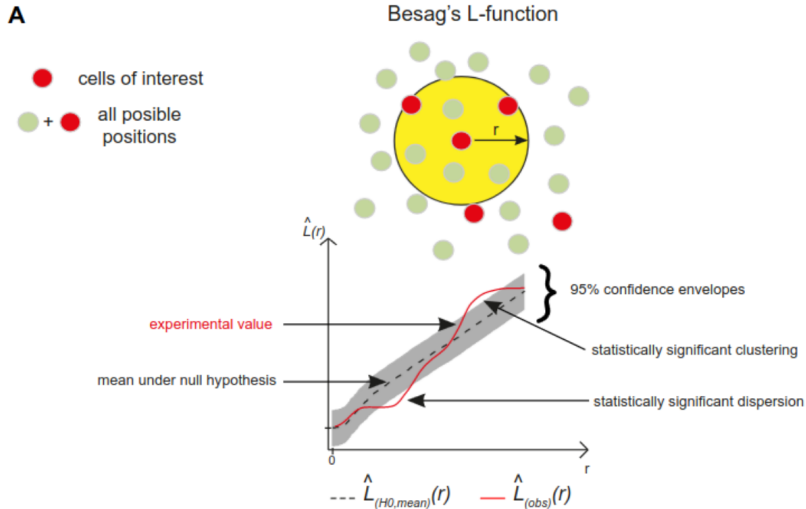 A
Besag's L-function
cells of interest
+
all posible
positions
r
L̂(r)
95% confidence envelopes
experimental value
statistically significant clustering
mean under null hypothesis
statistically significant dispersion
0
r
L̂(H0,mean)(r)
L̂(obs)(r)